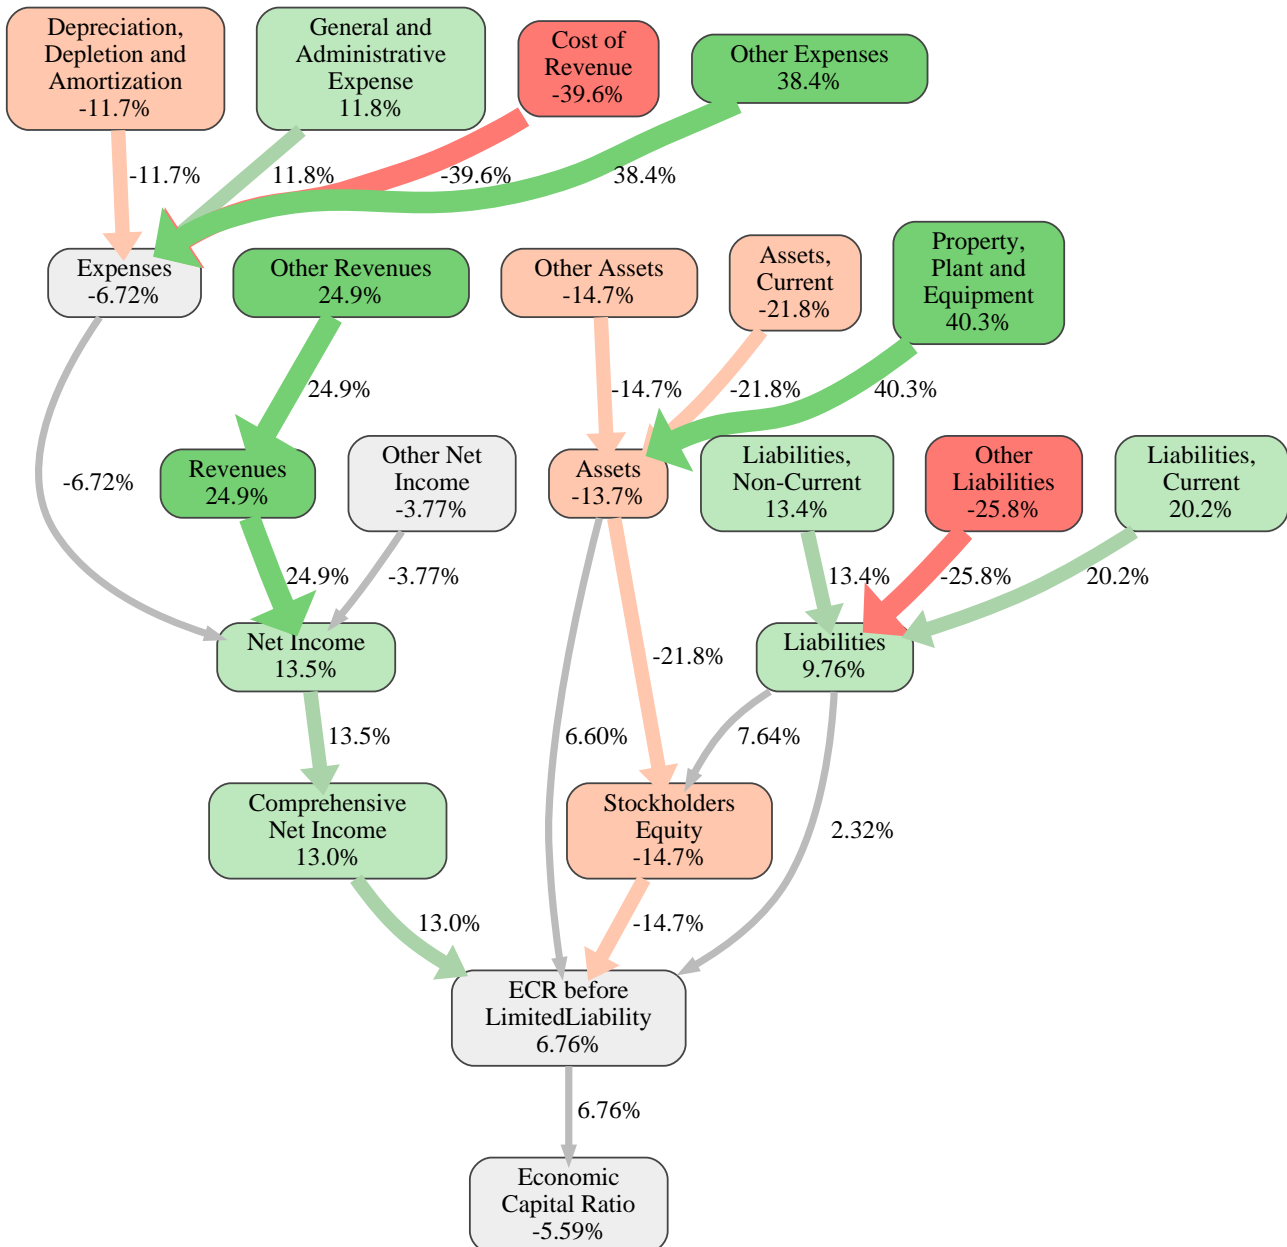 Depreciation,
Depletion and
Amortization
-11.7%
General and
Administrative
Expense
11.8%
Cost of
Revenue
-39.6%
Other Expenses
38.4%
-11.7%
11.8%
-39.6%
38.4%
Expenses
-6.72%
Other Revenues
24.9%
Other Assets
-14.7%
Assets,
Current
-21.8%
Property,
Plant and
Equipment
40.3%
24.9%
-14.7%
-21.8%
40.3%
-6.72%
Revenues
24.9%
Other Net
Income
-3.77%
Assets
-13.7%
Liabilities,
Non-Current
13.4%
Other
Liabilities
-25.8%
Liabilities,
Current
20.2%
24.9%
-3.77%
13.4%
-25.8%
20.2%
Net Income
13.5%
-21.8%
Liabilities
9.76%
13.5%
6.60%
7.64%
Comprehensive
Net Income
13.0%
Stockholders
Equity
-14.7%
2.32%
13.0%
-14.7%
ECR before
LimitedLiability
6.76%
6.76%
Economic
Capital Ratio
-5.59%